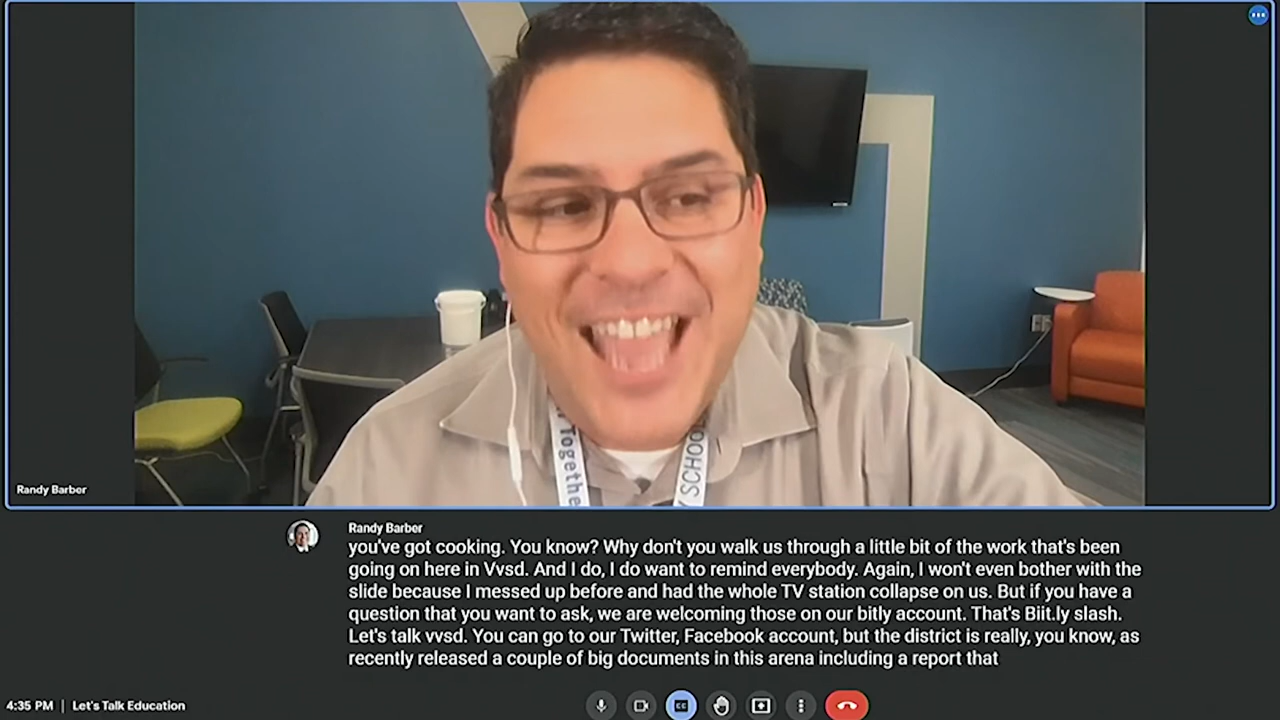 Togethe
SCHOO
Randy Barber
Randy Barber
you've got cooking. You know? Why don't you walk us through a little bit of the work that's been
going on here in Vvsd. And I do, I do want to remind everybody. Again, I won't even bother with the
slide because I messed up before and had the whole TV station collapse on us. But if you have a
question that you want to ask, we are welcoming those on our bitly account. That's Biit.ly slash.
Let's talk vvsd. You can go to our Twitter, Facebook account, but the district is really, you know, as
recently released a couple of big documents in this arena including a report that
4:35 PM | Let's Talk Education